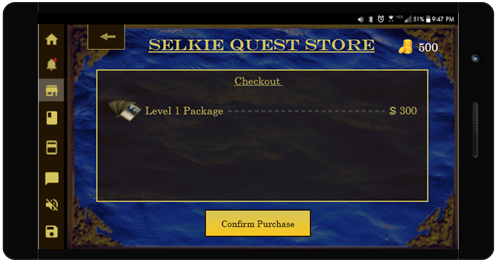 51% 9:47 PM
SELKIE QUEST STORE
500
Checkout
Level 1 Package $ 300
Confirm Purchase